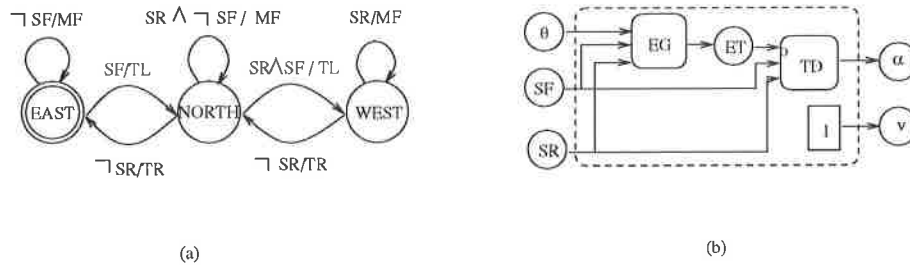 ¬ SF/MF
SR ∧ ¬ SF / MF
SR/MF
SF/TL
SR∧SF / TL
EAST
NORTH
WEST
¬ SR/TR
¬ SR/TR
(a)
θ
EG
ET
TD
α
SF
SR
1
v
(b)